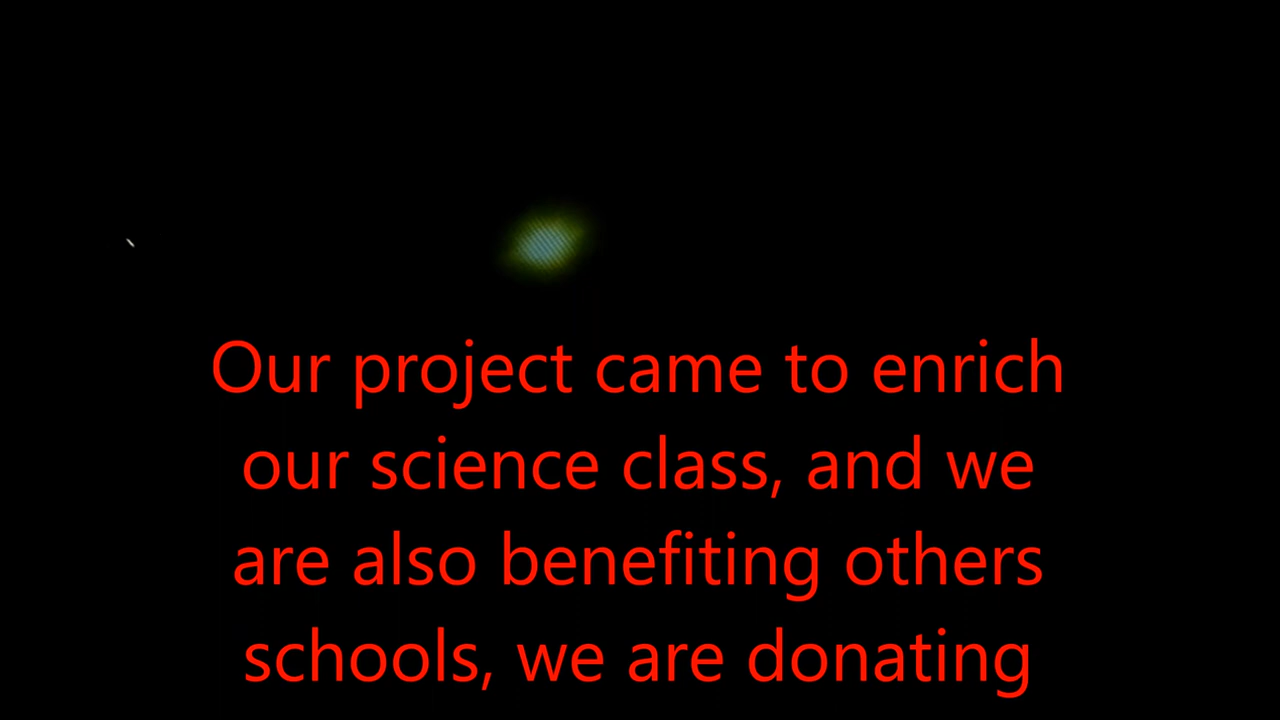 Our project came to enrich
our science class, and we
are also benefiting others
schools, we are donating